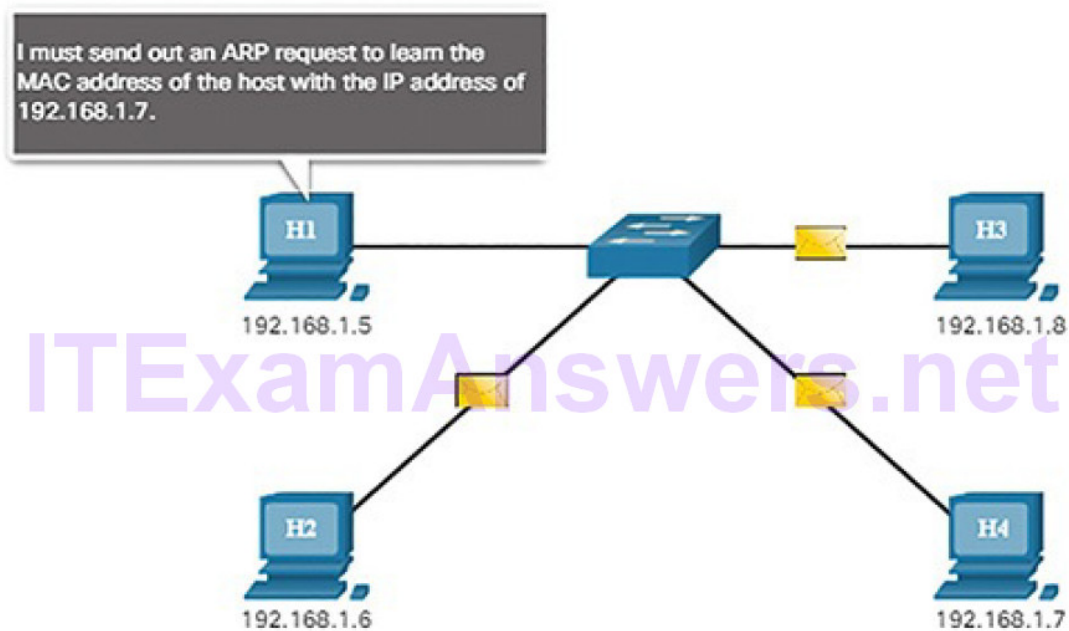 I must send out an ARP request to learn the
MAC address of the host with the IP address of
192.168.1.7.
H1
H3
192.168.1.5
192.168.1.8
ITExamAnswers.net
H2
H4
192.168.1.6
192.168.1.7